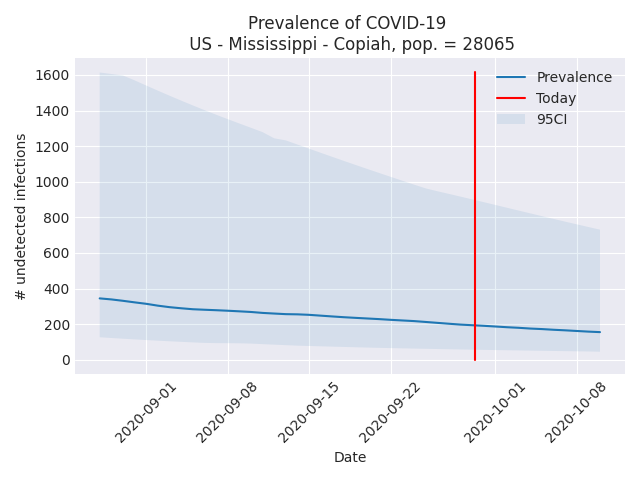 Prevalence of COVID-19
US - Mississippi - Copiah, pop. = 28065
Prevalence
Today
95CI
# undetected infections
1600
1400
1200
1000
800
600
400
200
0
2020-09-01
2020-09-08
2020-09-15
2020-09-22
2020-10-01
2020-10-08
Date